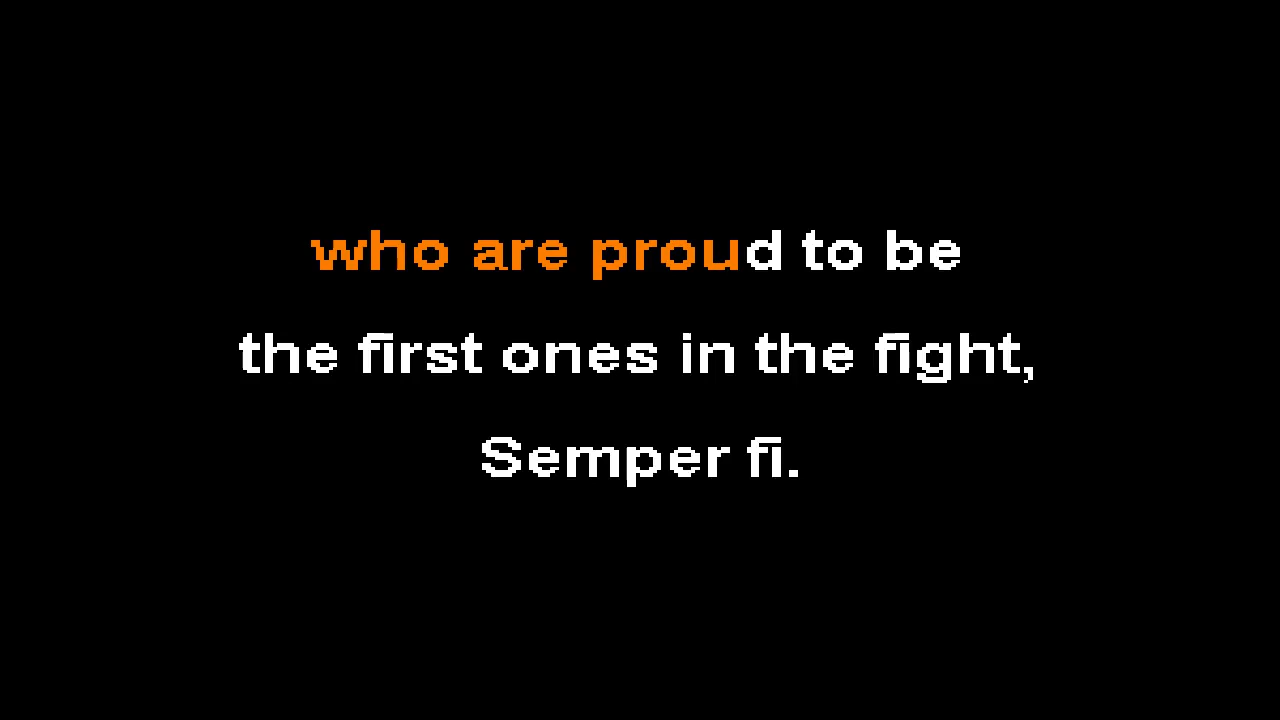 who are proud to be
the first ones in the fight,
Semper fi.